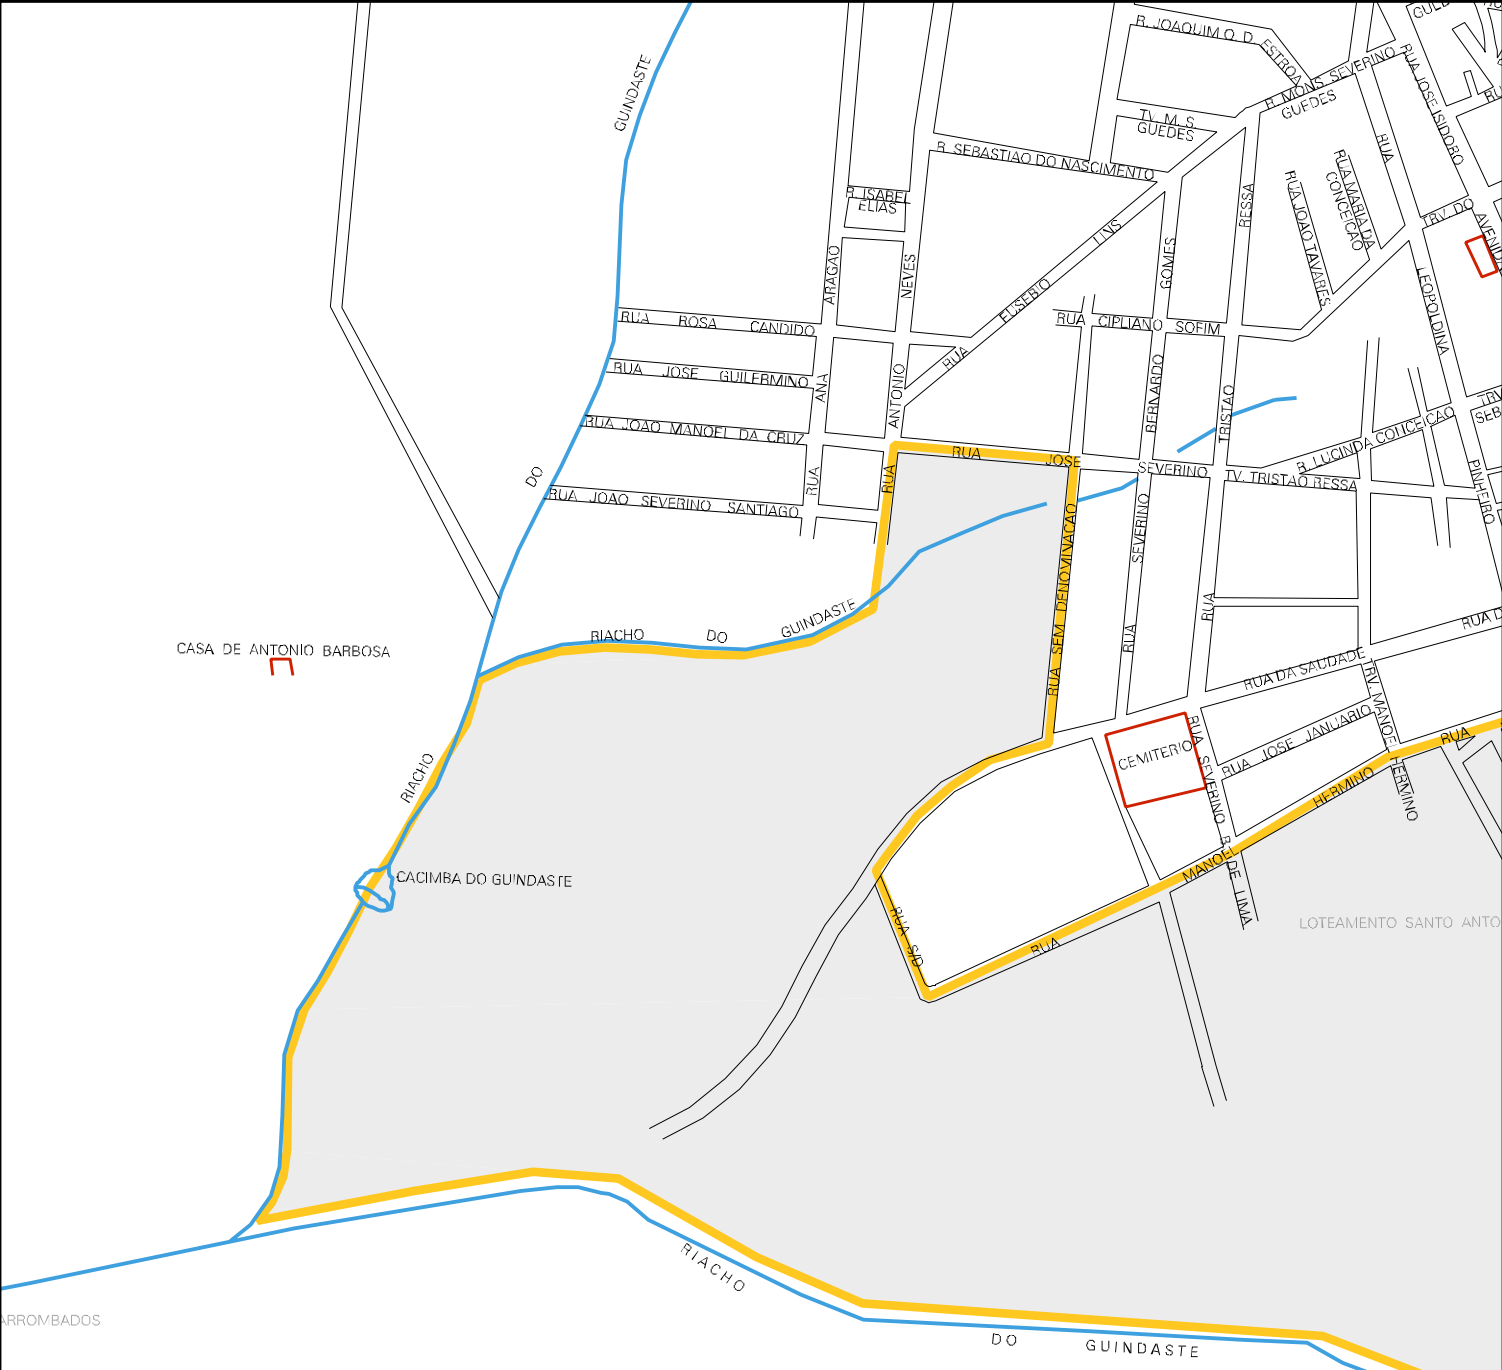 GUINDASTE
R. JOAQUIM O. D. ESTROA
R. MONS. SEVERINO
GUEDES
RUA JOSE ISIDORO
TV. M. S.
GUEDES
R. SEBASTIAO DO NASCIMENTO
R. ISABEL
ELIAS
RUA
RUA MARIA DA
CONCEICAO
RUA JOAO TAVARES
TRV. DO
AVENIDA
LEOPOLDINA
RESSA
GOMES
LINS
EUSEBIO
RUA
ARAGAO
NEVES
RUA ROSA CANDIDO
RUA CIPLIANO SOFIM
RUA JOSE GUILERMINO
ANA
ANTONIO
BERNARDO
TRISTAO
RUA JOAO MANOEL DA CRUZ
R. LUCINDA CONCEICAO
TRV.
SEB
RUA JOSE SEVERINO
TV. TRISTAO RESSA
PINHEIRO
DO
RUA JOAO SEVERINO SANTIAGO
RUA
RUA
RUA SEM DENOMINACAO
SEVERINO
RUA
RUA
RUA D
RIACHO DO GUINDASTE
CASA DE ANTONIO BARBOSA
RUA DA SAUDADE
TRV. MANOEL HERMINO
CEMITERIO
RUA JOSE JANUARIO
RUA SEVERINO R. DE LIMA
RUA MANOEL HERMINO RUA
RIACHO
CACIMBA DO GUINDASTE
RUA S/D
LOTEAMENTO SANTO ANTO
RIACHO
DO GUINDASTE
ARROMBADOS